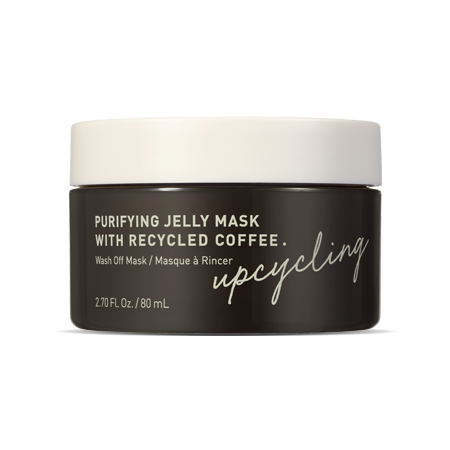 PURIFYING JELLY MASK
WITH RECYCLED COFFEE.
Wash Off Mask / Masque à Rincer
upcycling
2.70 Fl. Oz. / 80 mL